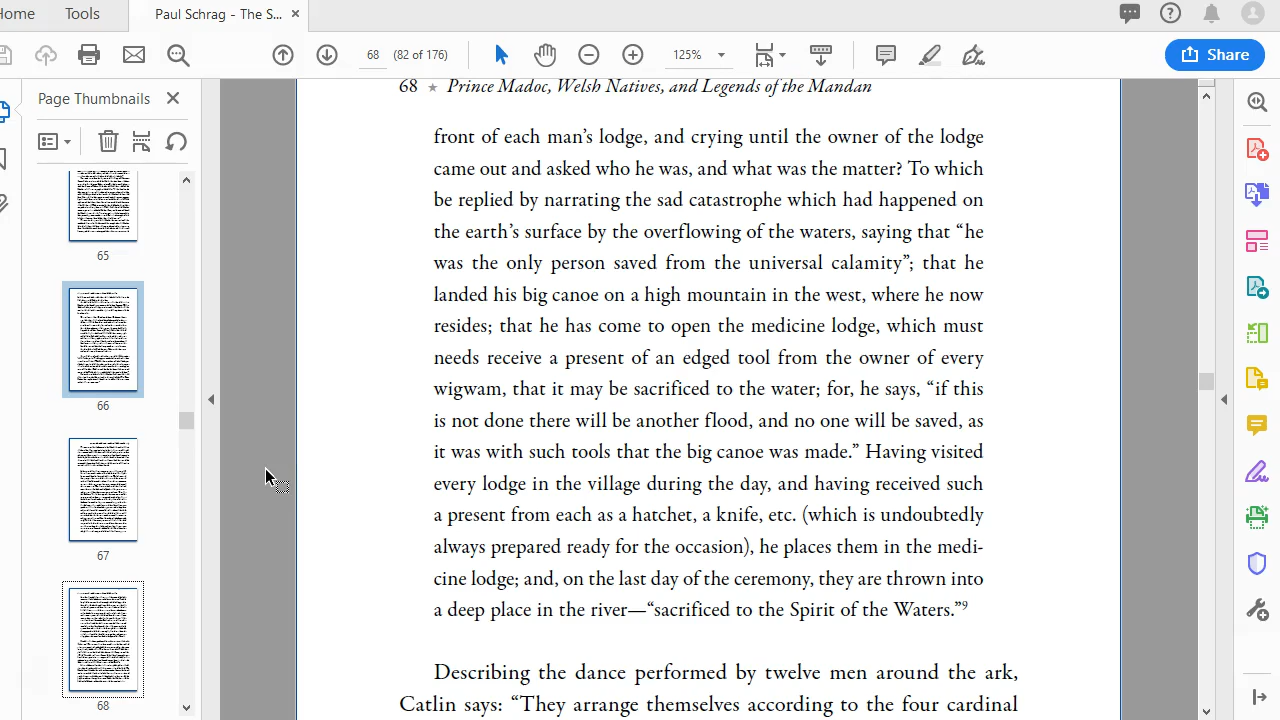 Home
Tools
Paul Schrag - The S... ×
68 (82 of 176)
125%
Share
Page Thumbnails
65
66
67
68
68 ★ Prince Madoc, Welsh Natives, and Legends of the Mandan
front of each man's lodge, and crying until the owner of the lodge
came out and asked who he was, and what was the matter? To which
be replied by narrating the sad catastrophe which had happened on
the earth's surface by the overflowing of the waters, saying that “he
was the only person saved from the universal calamity”; that he
landed his big canoe on a high mountain in the west, where he now
resides; that he has come to open the medicine lodge, which must
needs receive a present of an edged tool from the owner of every
wigwam, that it may be sacrificed to the water; for, he says, “if this
is not done there will be another flood, and no one will be saved, as
it was with such tools that the big canoe was made.” Having visited
every lodge in the village during the day, and having received such
a present from each as a hatchet, a knife, etc. (which is undoubtedly
always prepared ready for the occasion), he places them in the medi-
cine lodge; and, on the last day of the ceremony, they are thrown into
a deep place in the river—“sacrificed to the Spirit of the Waters.”9
Describing the dance performed by twelve men around the ark,
Catlin says: “They arrange themselves according to the four cardinal